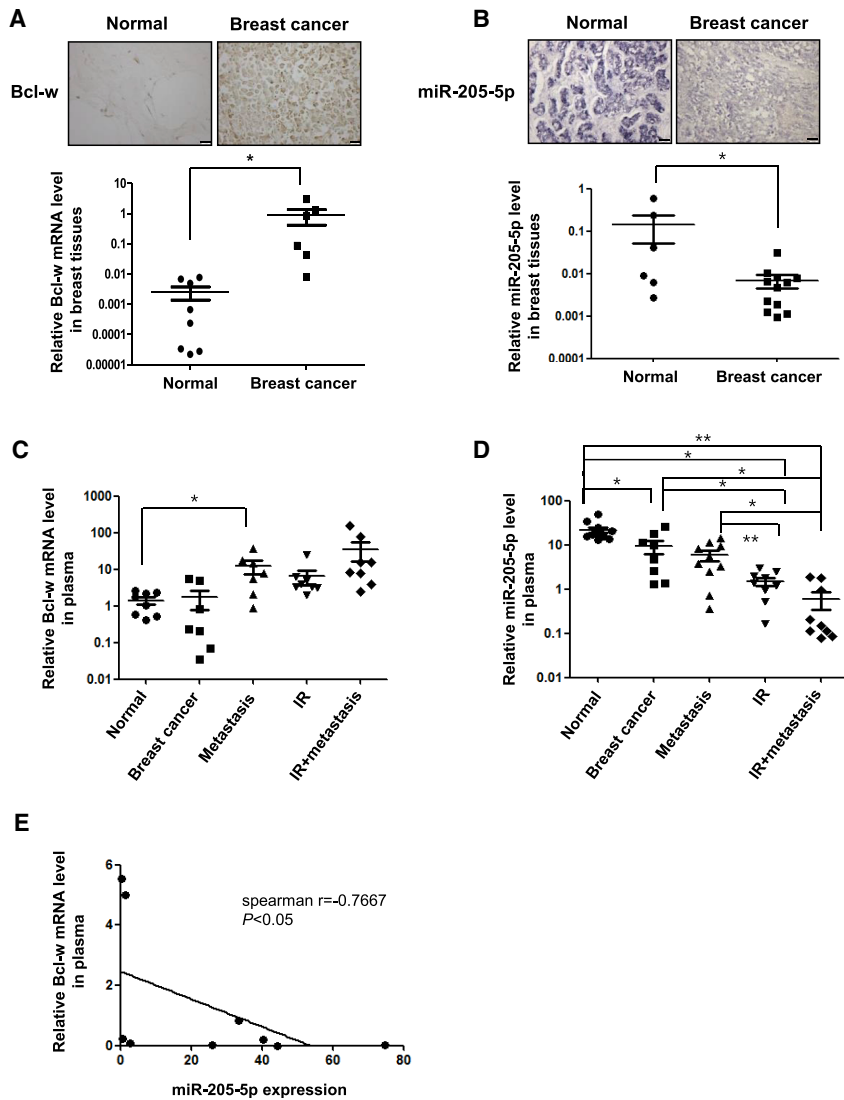 A
Normal
Breast cancer
Bcl-w
*
Relative Bcl-w mRNA level
in breast tissues
10
1
0.1
0.01
0.001
0.0001
0.00001
Normal
Breast cancer
B
Normal
Breast cancer
miR-205-5p
*
Relative miR-205-5p level
in breast tissues
1
0.1
0.01
0.001
0.0001
Normal
Breast cancer
C
Relative Bcl-w mRNA level
in plasma
1000
100
10
1
0.1
0.01
*
Normal
Breast cancer
Metastasis
IR
IR+metastasis
D
Relative miR-205-5p level
in plasma
100
10
1
0.1
0.01
**
*
*
*
*
*
**
Normal
Breast cancer
Metastasis
IR
IR+metastasis
E
Relative Bcl-w mRNA level
in plasma
6
4
2
0
spearman r=-0.7667
P<0.05
0
20
40
60
80
miR-205-5p expression